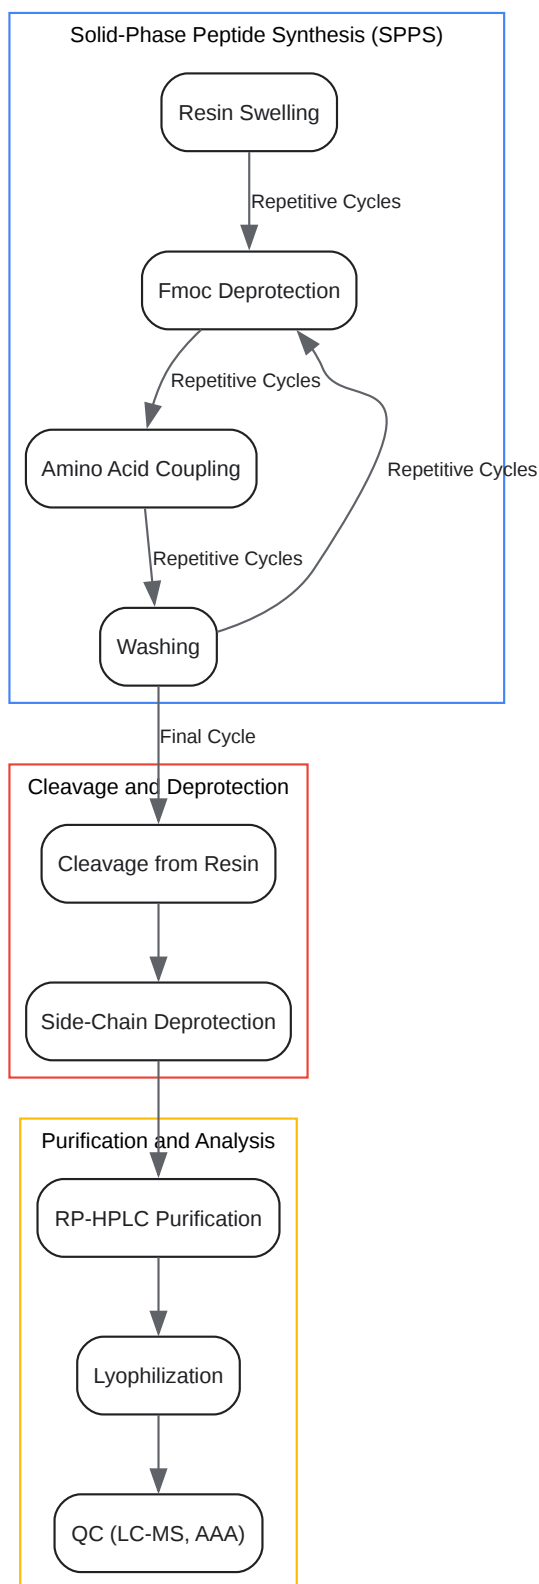 Solid-Phase Peptide Synthesis (SPPS)
Resin Swelling
Repetitive Cycles
Fmoc Deprotection
Repetitive Cycles
Amino Acid Coupling
Repetitive Cycles
Repetitive Cycles
Washing
Final Cycle
Cleavage and Deprotection
Cleavage from Resin
Side-Chain Deprotection
Purification and Analysis
RP-HPLC Purification
Lyophilization
QC (LC-MS, AAA)